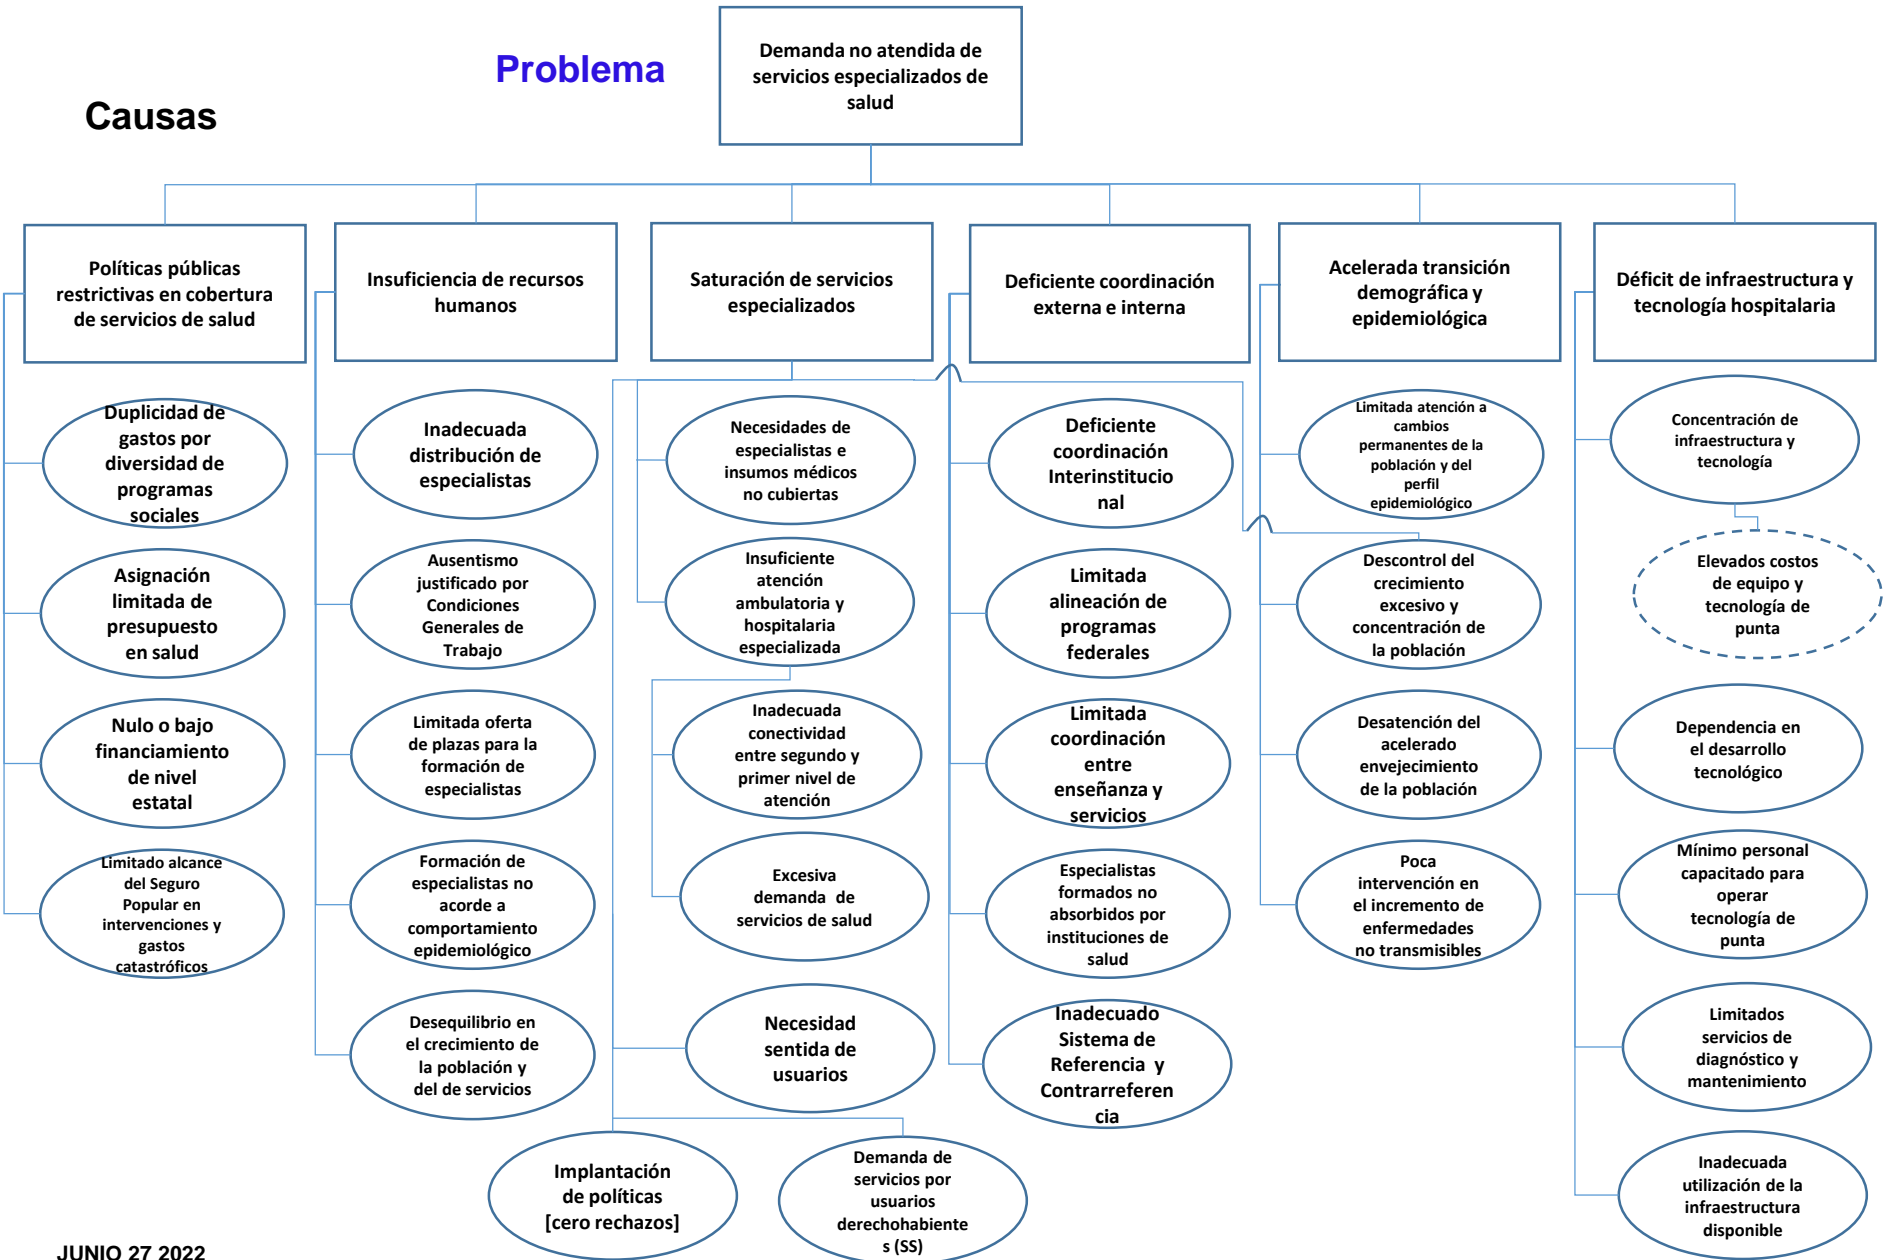 Problema
Causas
Demanda no atendida de
servicios especializados de
salud
Políticas públicas
restrictivas en cobertura
de servicios de salud
Insuficiencia de recursos
humanos
Saturación de servicios
especializados
Deficiente coordinación
externa e interna
Acelerada transición
demográfica y
epidemiológica
Déficit de infraestructura y
tecnología hospitalaria
Duplicidad de
gastos por
diversidad de
programas
sociales
Asignación
limitada de
presupuesto
en salud
Nulo o bajo
financiamiento
de nivel
estatal
Limitado alcance
del Seguro
Popular en
intervenciones y
gastos
catastróficos
Inadecuada
distribución de
especialistas
Ausentismo
justificado por
Condiciones
Generales de
Trabajo
Limitada oferta
de plazas para la
formación de
especialistas
Formación de
especialistas no
acorde a
comportamiento
epidemiológico
Desequilibrio en
el crecimiento de
la población y
del de servicios
Necesidades de
especialistas e
insumos médicos
no cubiertas
Insuficiente
atención
ambulatoria y
hospitalaria
especializada
Inadecuada
conectividad
entre segundo y
primer nivel de
atención
Excesiva
demanda de
servicios de salud
Necesidad
sentida de
usuarios
Implantación
de políticas
[cero rechazos]
Demanda de
servicios por
usuarios
derechohabiente
s (SS)
Deficiente
coordinación
Interinstitucio
nal
Limitada
alineación de
programas
federales
Limitada
coordinación
entre
enseñanza y
servicios
Especialistas
formados no
absorbidos por
instituciones de
salud
Inadecuado
Sistema de
Referencia y
Contrarreferen
cia
Limitada atención a
cambios
permanentes de la
población y del
perfil
epidemiológico
Descontrol del
crecimiento
excesivo y
concentración de
la población
Desatención del
acelerado
envejecimiento
de la población
Poca
intervención en
el incremento de
enfermedades
no transmisibles
Concentración de
infraestructura y
tecnología
Elevados costos
de equipo y
tecnología de
punta
Dependencia en
el desarrollo
tecnológico
Mínimo personal
capacitado para
operar
tecnología de
punta
Limitados
servicios de
diagnóstico y
mantenimiento
Inadecuada
utilización de la
infraestructura
disponible
JUNIO 27 2022